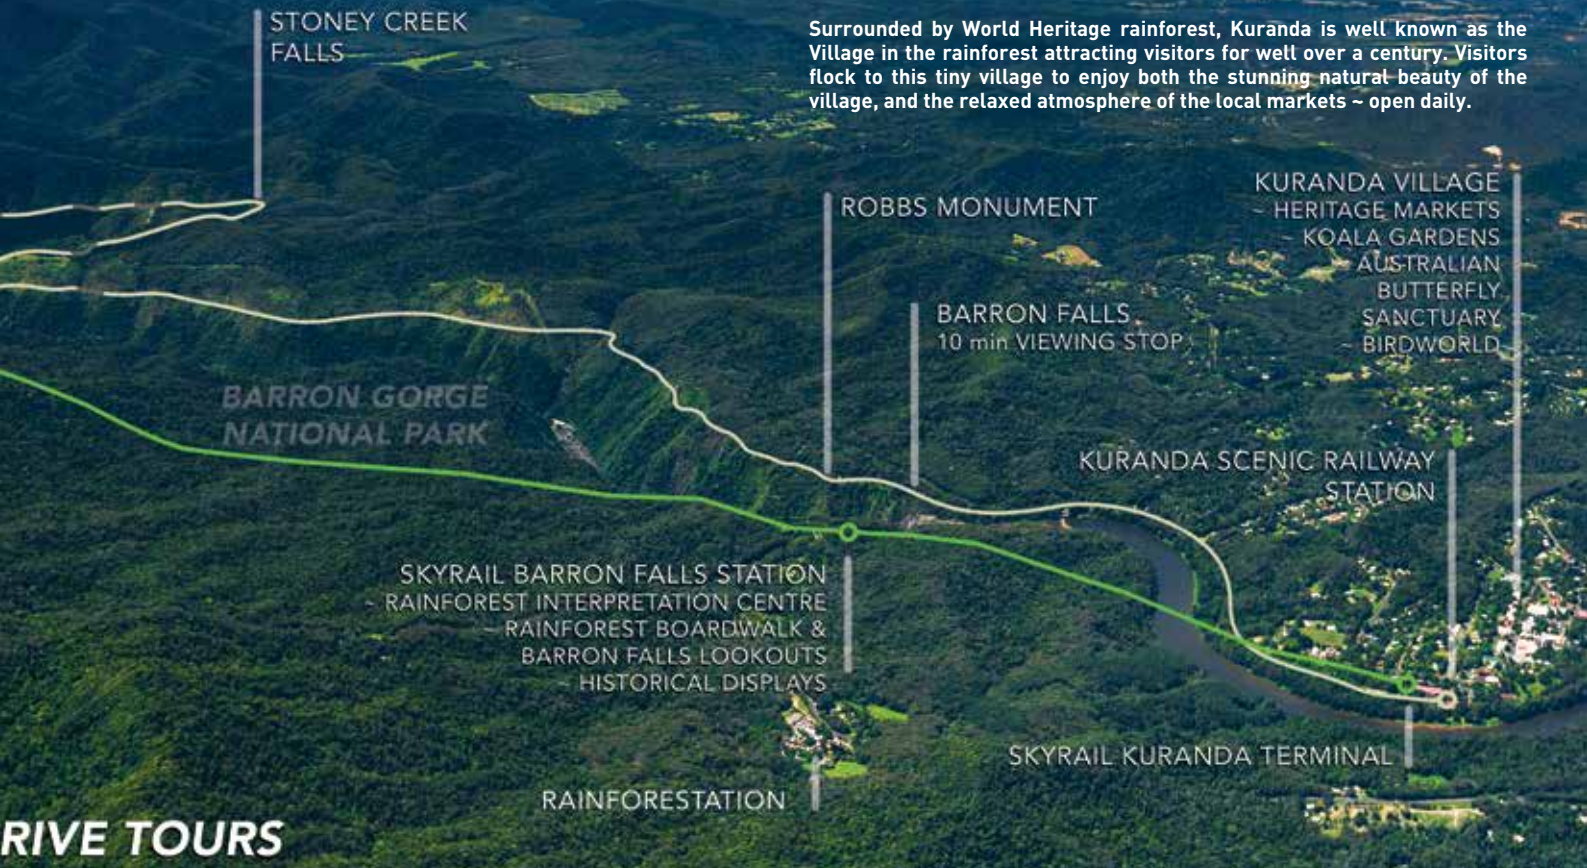 STONEY CREEK
FALLS
Surrounded by World Heritage rainforest, Kuranda is well known as the
Village in the rainforest attracting visitors for well over a century. Visitors
flock to this tiny village to enjoy both the stunning natural beauty of the
village, and the relaxed atmosphere of the local markets ~ open daily.
KURANDA VILLAGE
~ HERITAGE MARKETS
~ KOALA GARDENS
~ AUSTRALIAN
BUTTERFLY
SANCTUARY
~ BIRDWORLD
ROBBS MONUMENT
BARRON FALLS
10 min VIEWING STOP
BARRON GORGE
NATIONAL PARK
KURANDA SCENIC RAILWAY
STATION
SKYRAIL BARRON FALLS STATION
~ RAINFOREST INTERPRETATION CENTRE
~ RAINFOREST BOARDWALK &
BARRON FALLS LOOKOUTS
~ HISTORICAL DISPLAYS
SKYRAIL KURANDA TERMINAL
RAINFORESTATION
RIVE TOURS